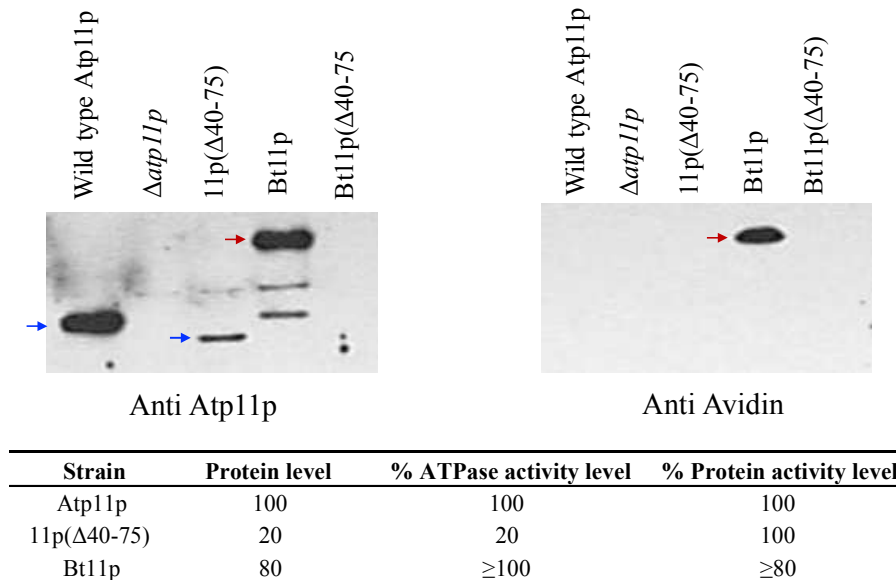 Wild type Atp11p
Δatp11p
11p(Δ40-75)
Bt11p
Bt11p(Δ40-75
Wild type Atp11p
Δatp11p
11p(Δ40-75)
Bt11p
Bt11p(Δ40-75)
Anti Atp11p
Anti Avidin
Strain Protein level % ATPase activity level % Protein activity level
Atp11p 100 100 100
11p(Δ40-75) 20 20 100
Bt11p 80 ≥100 ≥80